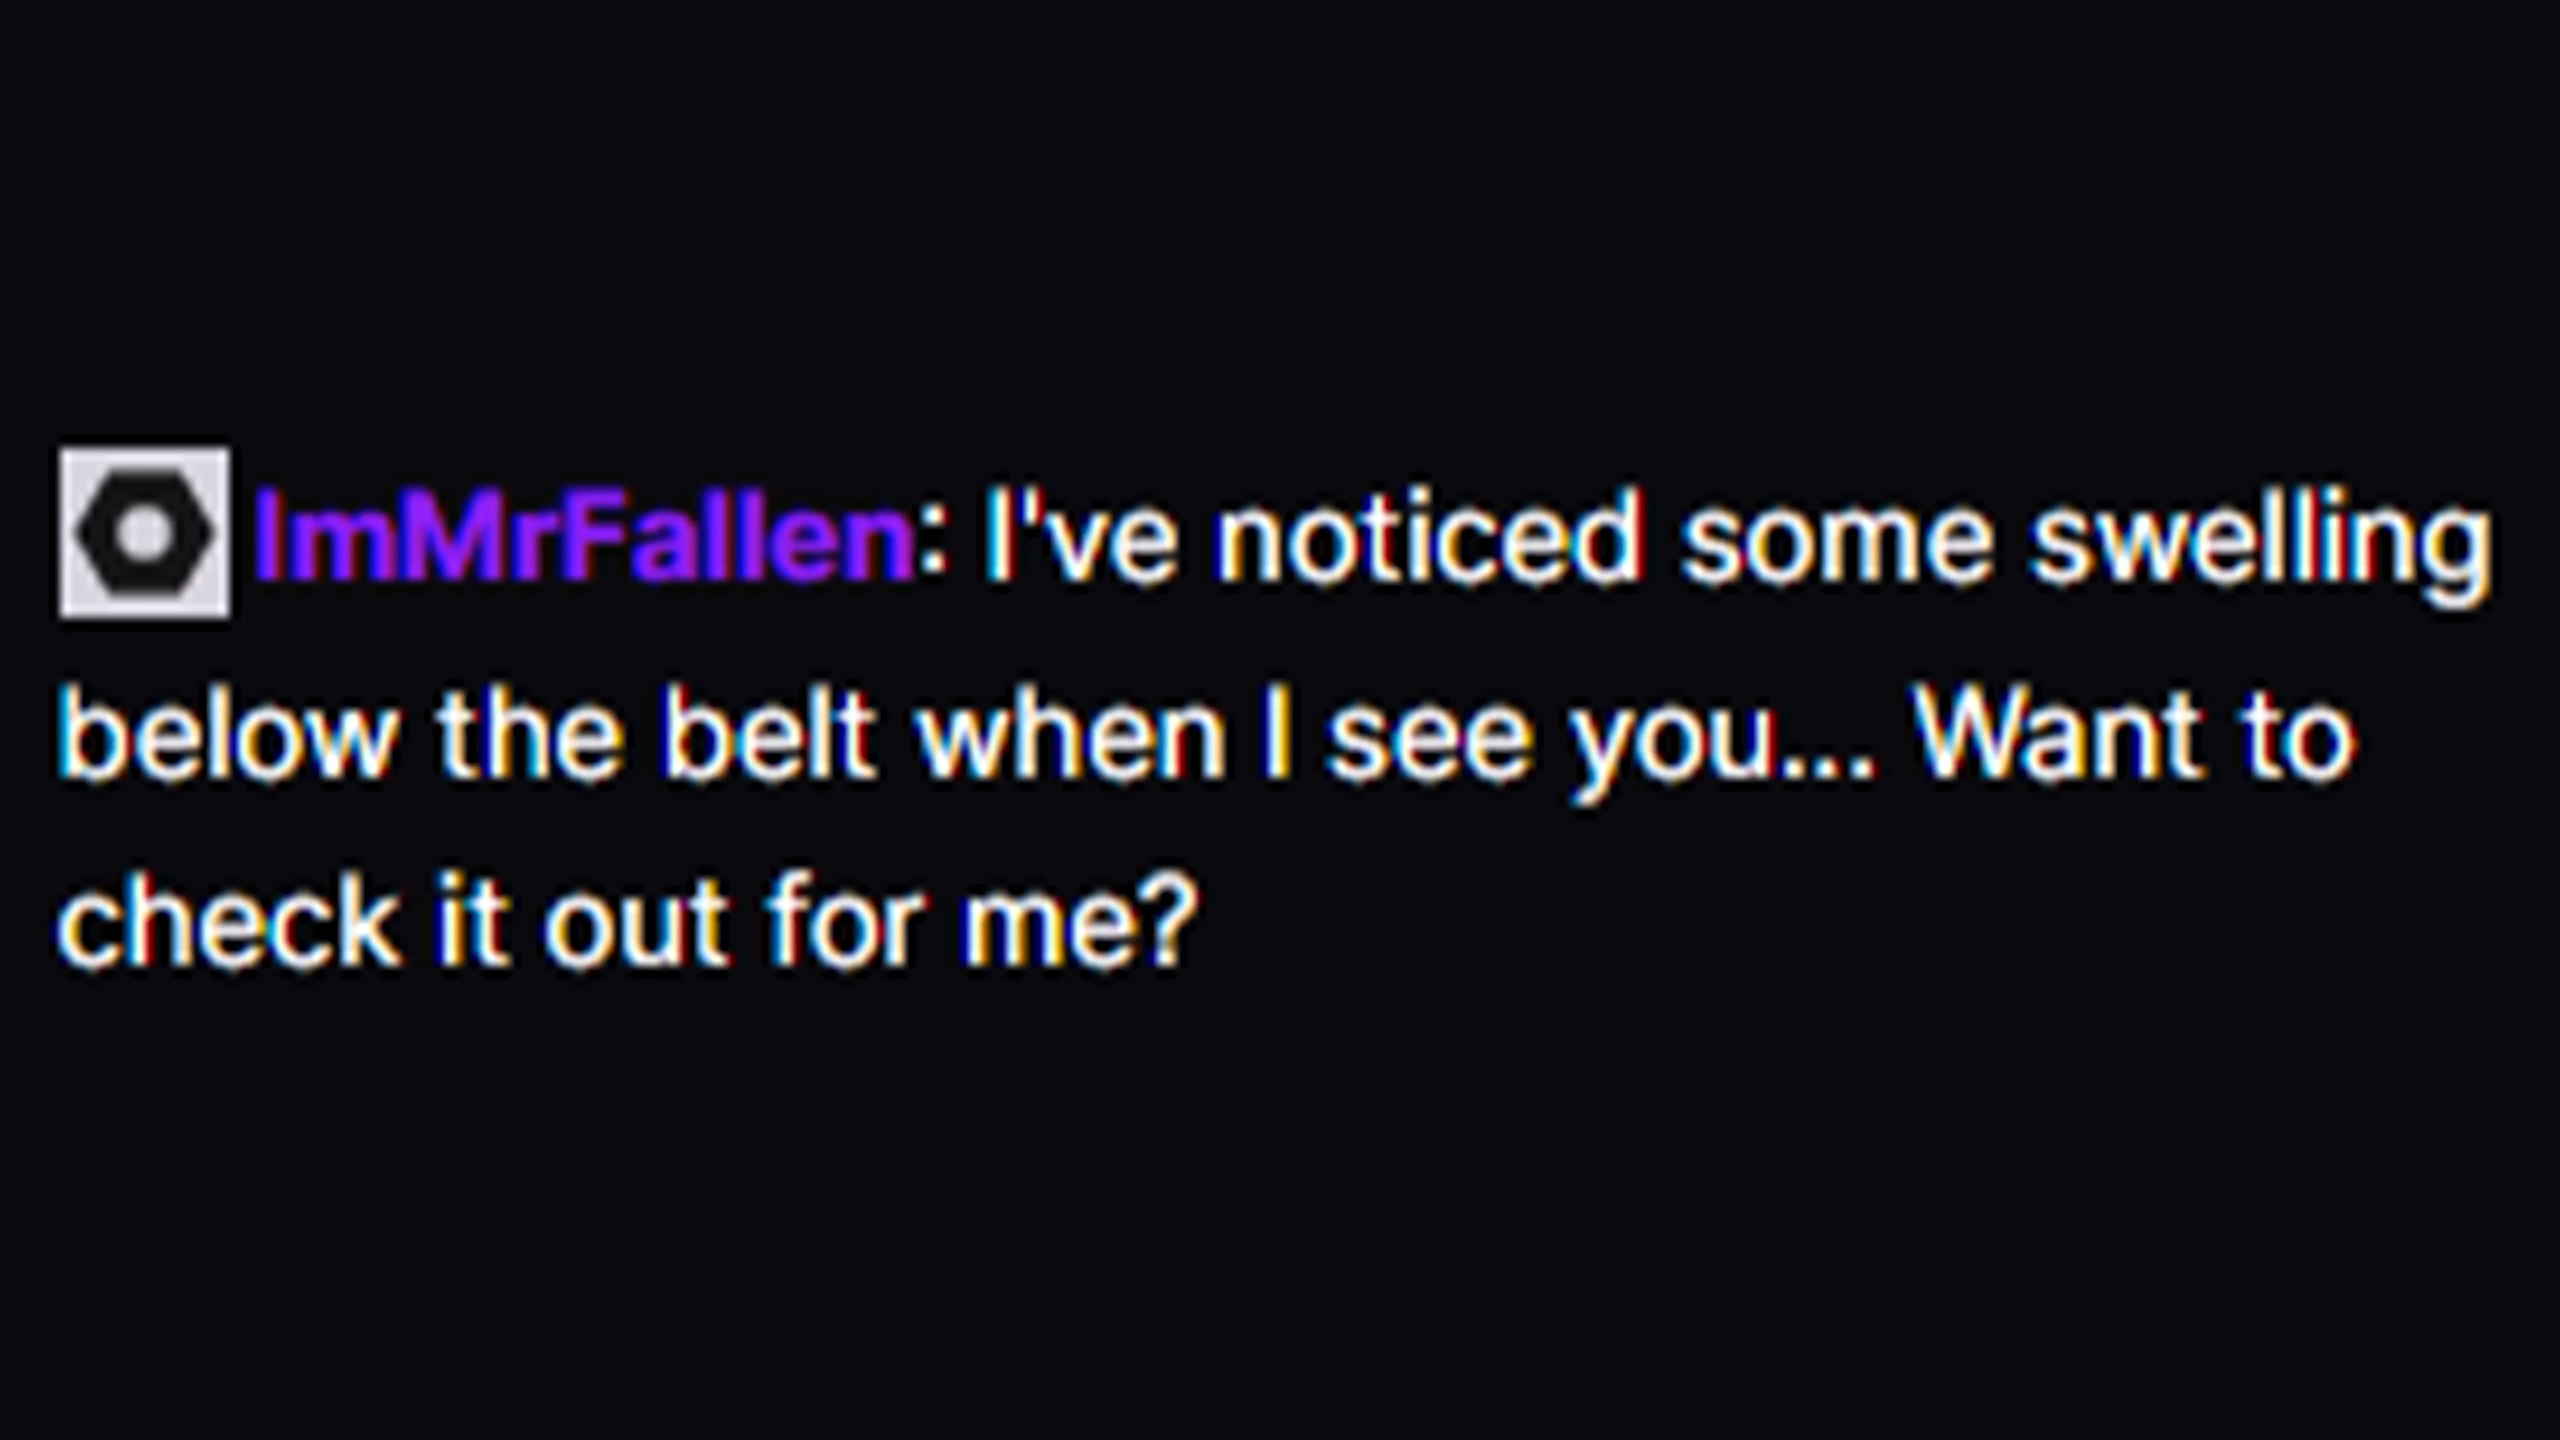 ImMrFallen: I've noticed some swelling
below the belt when I see you... Want to
check it out for me?